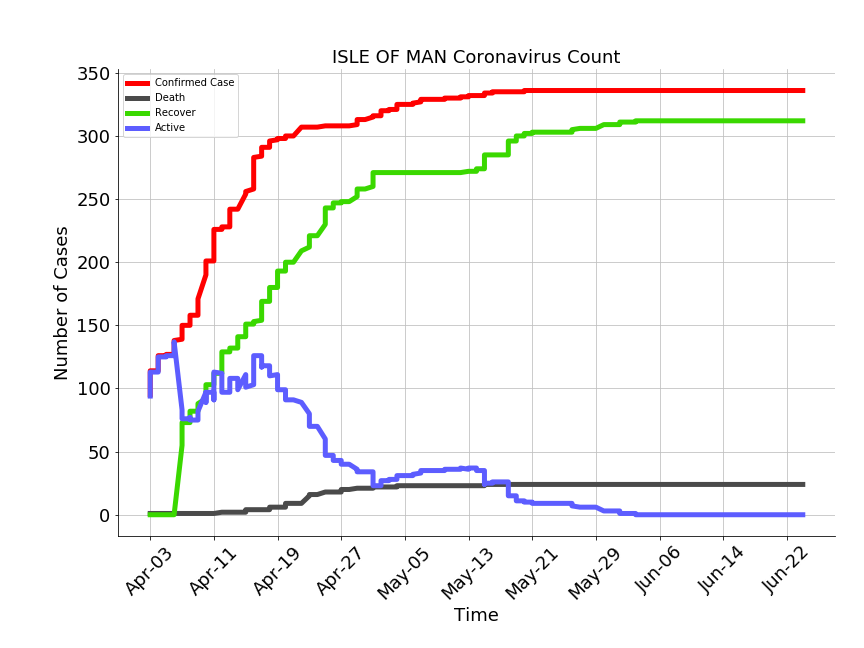 ISLE OF MAN Coronavirus Count
Confirmed Case
Death
Recover
Active
Number of Cases
350
300
250
200
150
100
50
0
Apr-03
Apr-11
Apr-19
Apr-27
May-05
May-13
May-21
May-29
Jun-06
Jun-14
Jun-22
Time